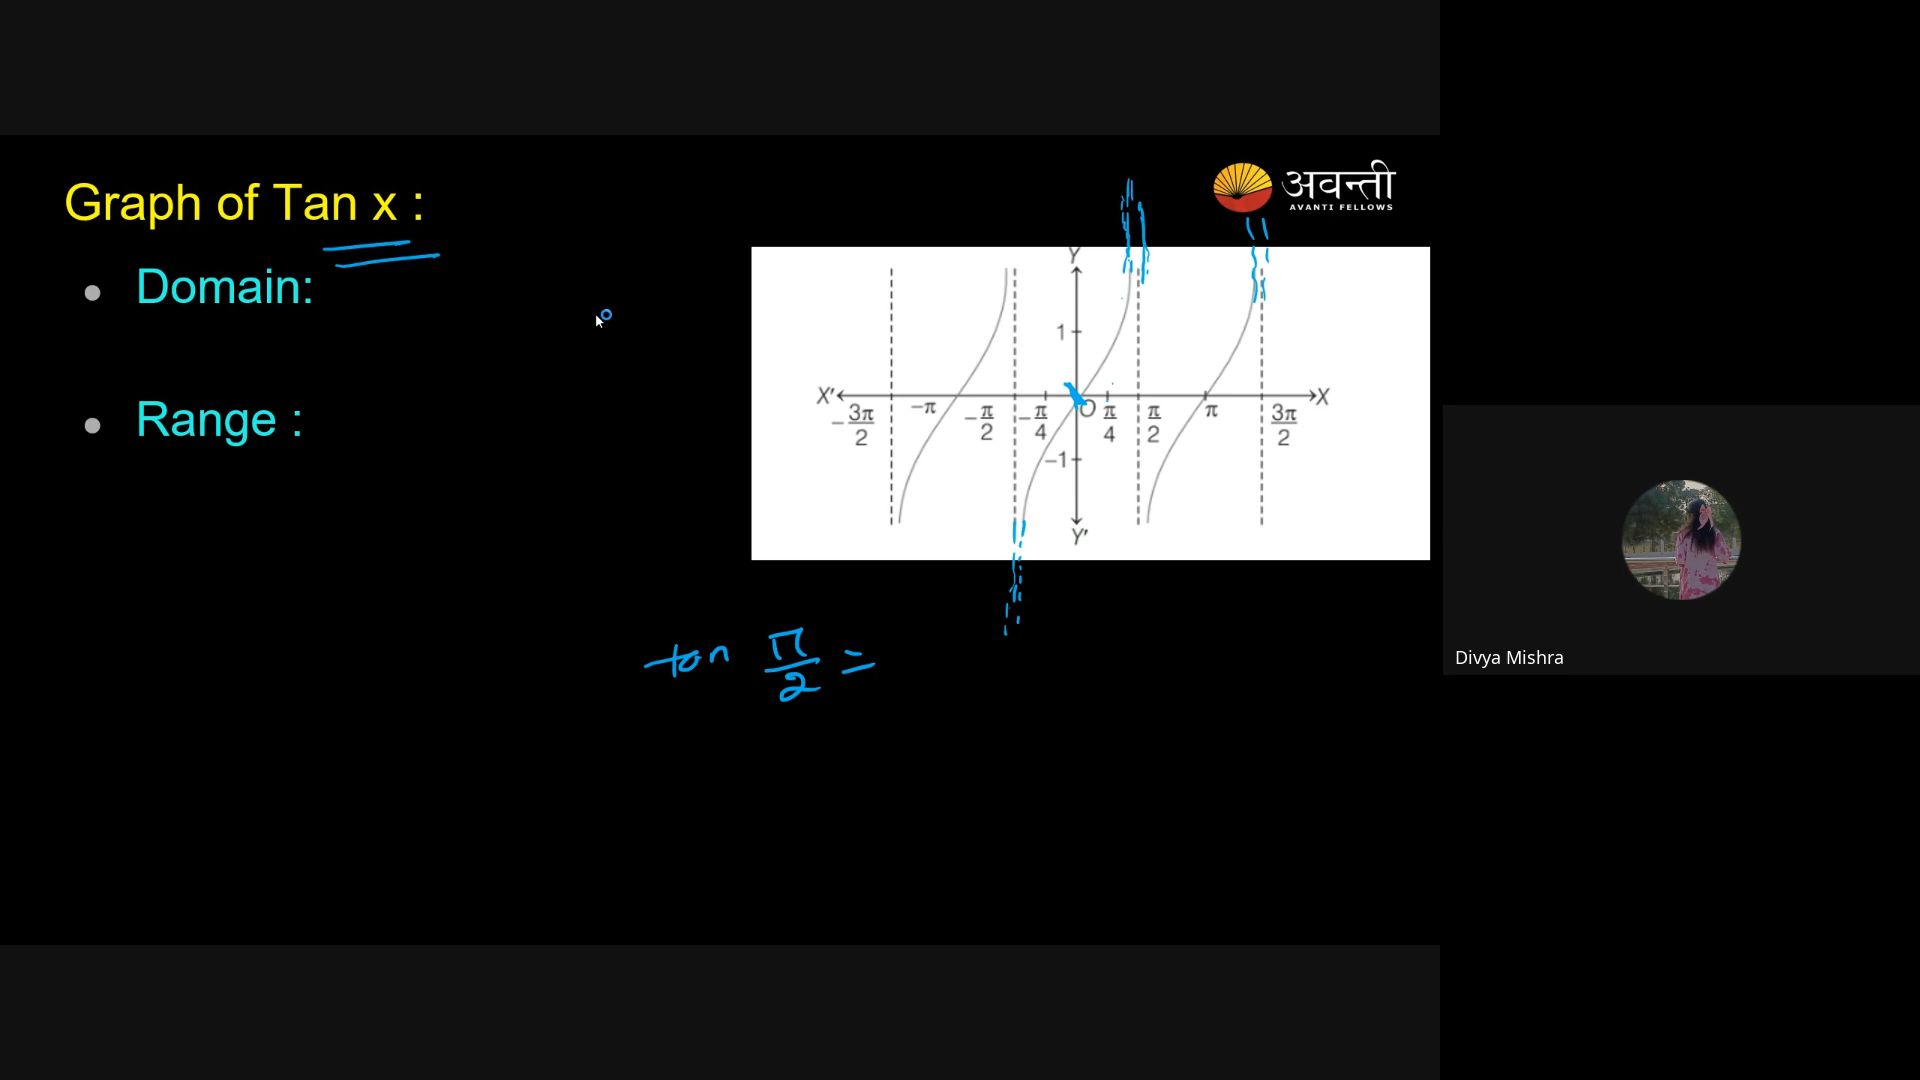 Graph of Tan x :
अवन्ती
AVANTI FELLOWS
Domain:
Range :
Y
1
X'
X
-3π/2
-π
-π/2
-π/4
O
π/4
π/2
π
3π/2
-1
Y'
tan π/2 =
Divya Mishra